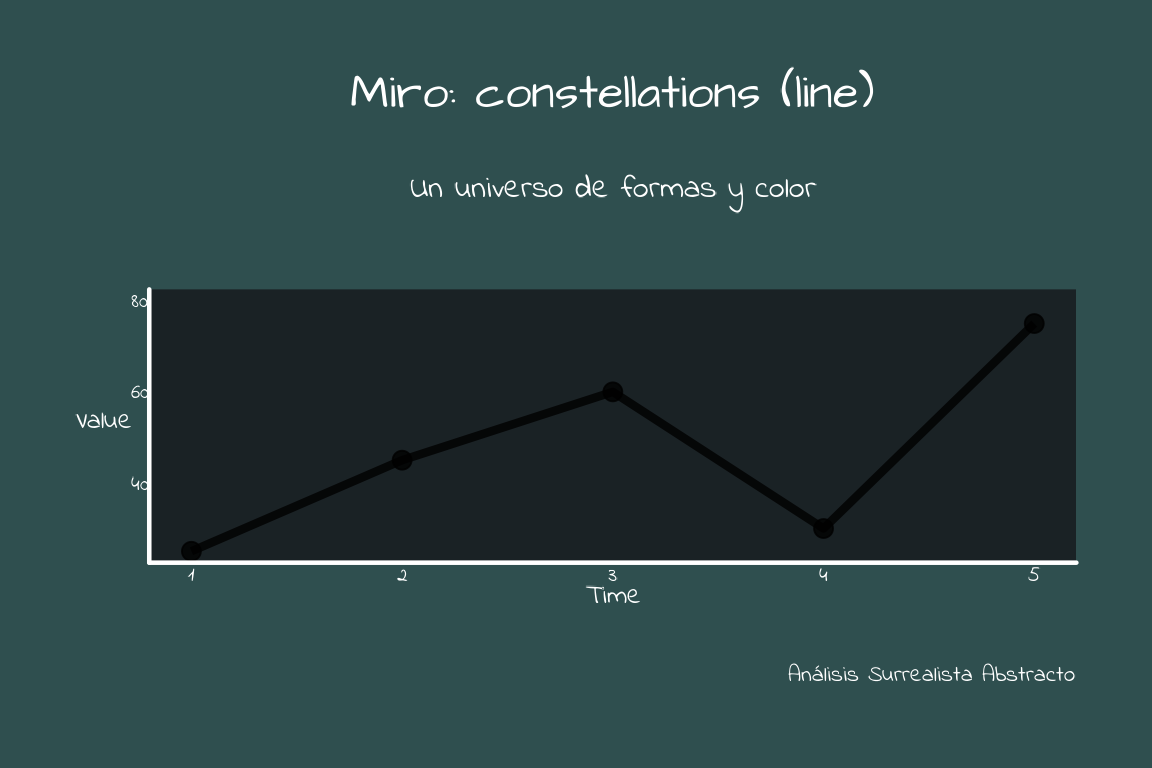 Miro: constellations (line)
Un universo de formas y color
80
60
Value
40
1 2 3 4 5
Time
Análisis Surrealista Abstracto